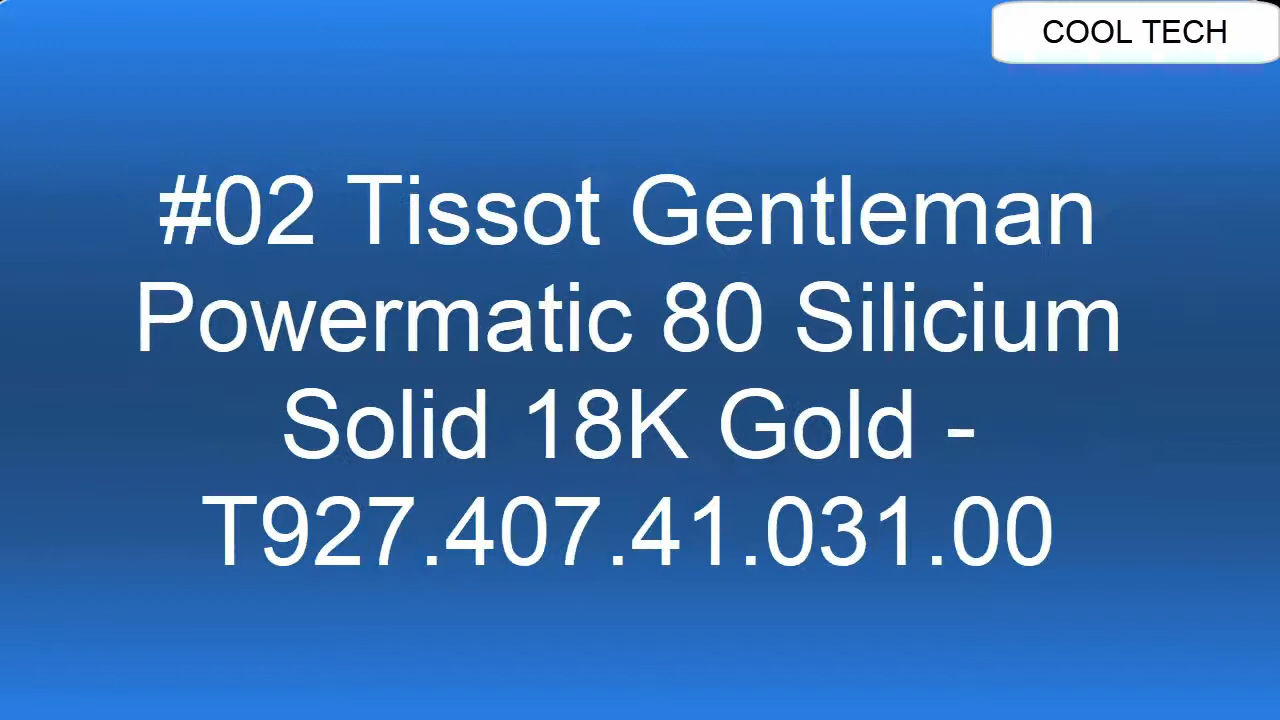 COOL TECH
#02 Tissot Gentleman
Powermatic 80 Silicium
Solid 18K Gold -
T927.407.41.031.00